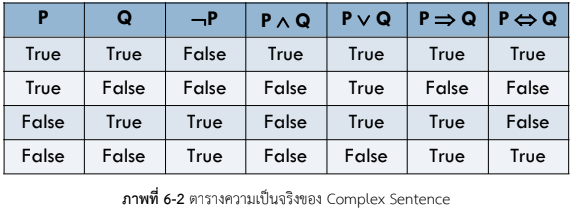 P Q ¬P P ∧ Q P ∨ Q P ⇒ Q P ⇔ Q
True True False True True True True
True False False False True False False
False True True False True True False
False False True False False True True
ภาพที่ 6-2 ตารางความเป็นจริงของ Complex Sentence